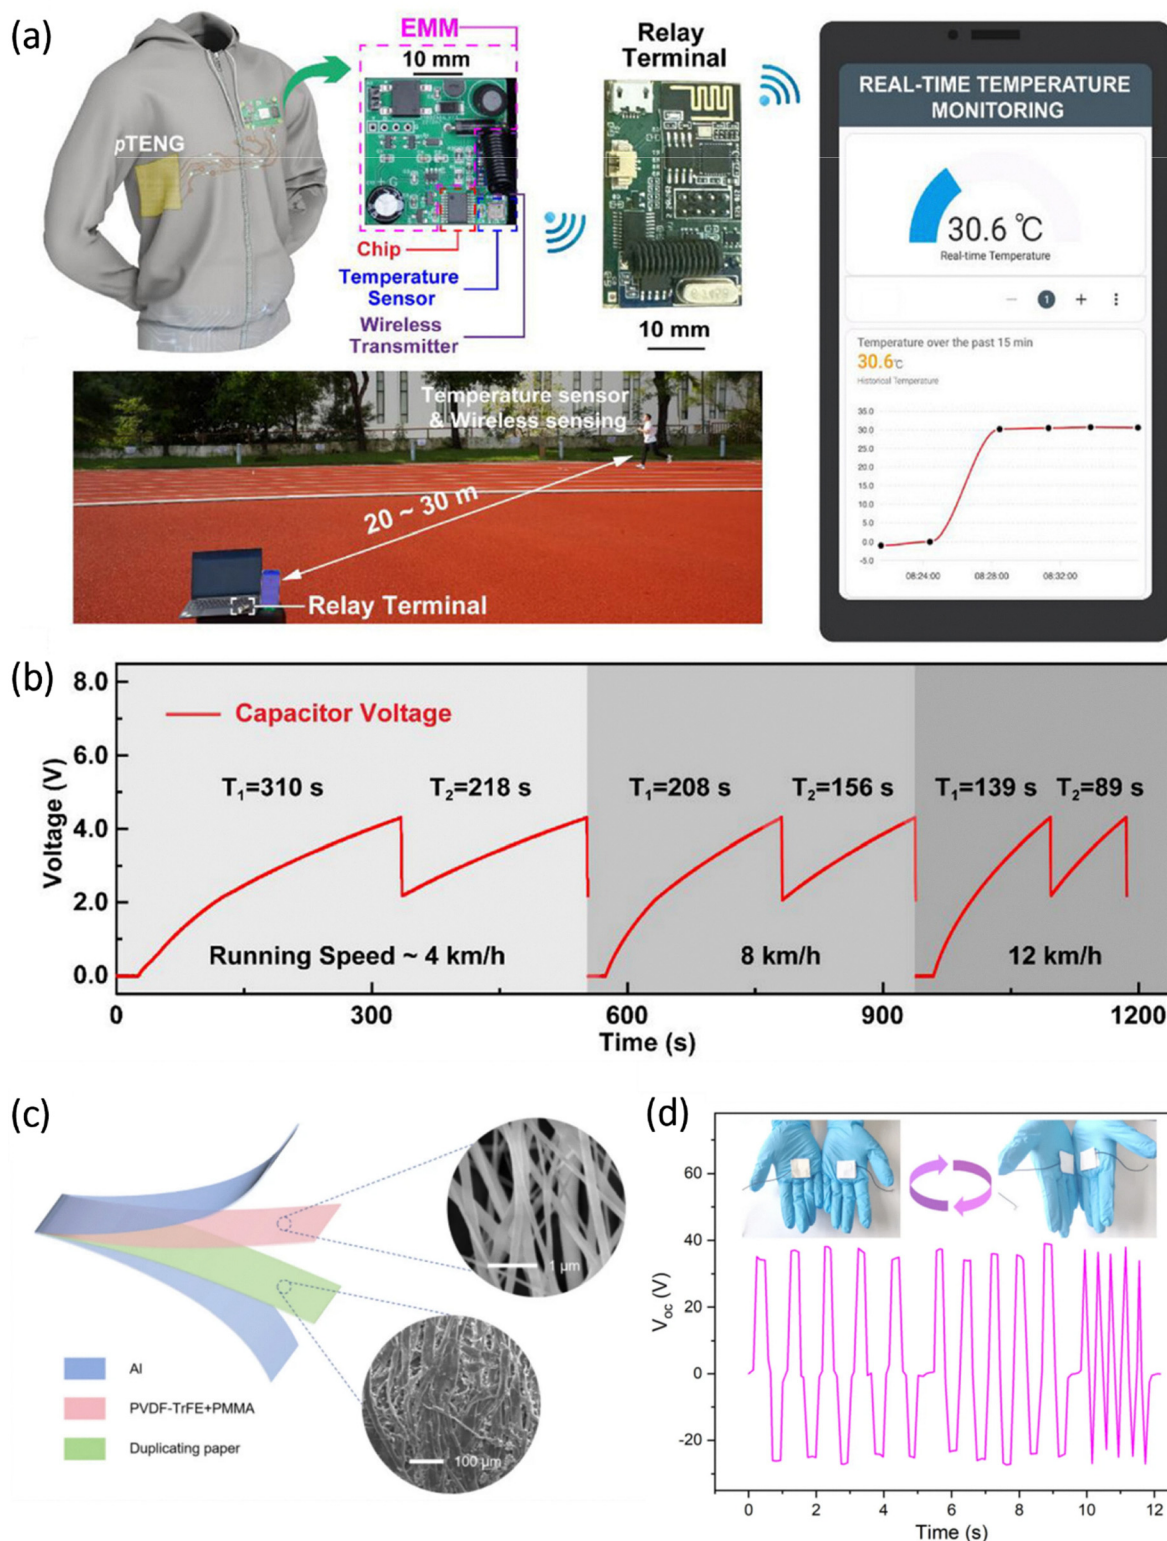 (a)
EMM
10 mm
pTENG
Chip
Temperature
Sensor
Wireless
Transmitter
Relay
Terminal
10 mm
REAL-TIME TEMPERATURE
MONITORING
30.6 ℃
Real-time Temperature
1
Temperature over the past 15 min
30.6℃
Historical Temperature
35.0
30.0
25.0
20.0
15.0
10.0
5.0
0.0
-5.0
08:24:00 08:28:00 08:32:00
Temperature sensor
& Wireless sensing
20 ~ 30 m
Relay Terminal
(b)
Voltage (V)
8.0
6.0
4.0
2.0
0.0
Capacitor Voltage
T1=310 s T2=218 s T1=208 s T2=156 s T1=139 s T2=89 s
Running Speed ~ 4 km/h 8 km/h 12 km/h
0 300 600 900 1200
Time (s)
(c)
1 μm
100 μm
Al
PVDF-TrFE+PMMA
Duplicating paper
(d)
Voc (V)
80
60
40
20
0
-20
0 2 4 6 8 10 12
Time (s)